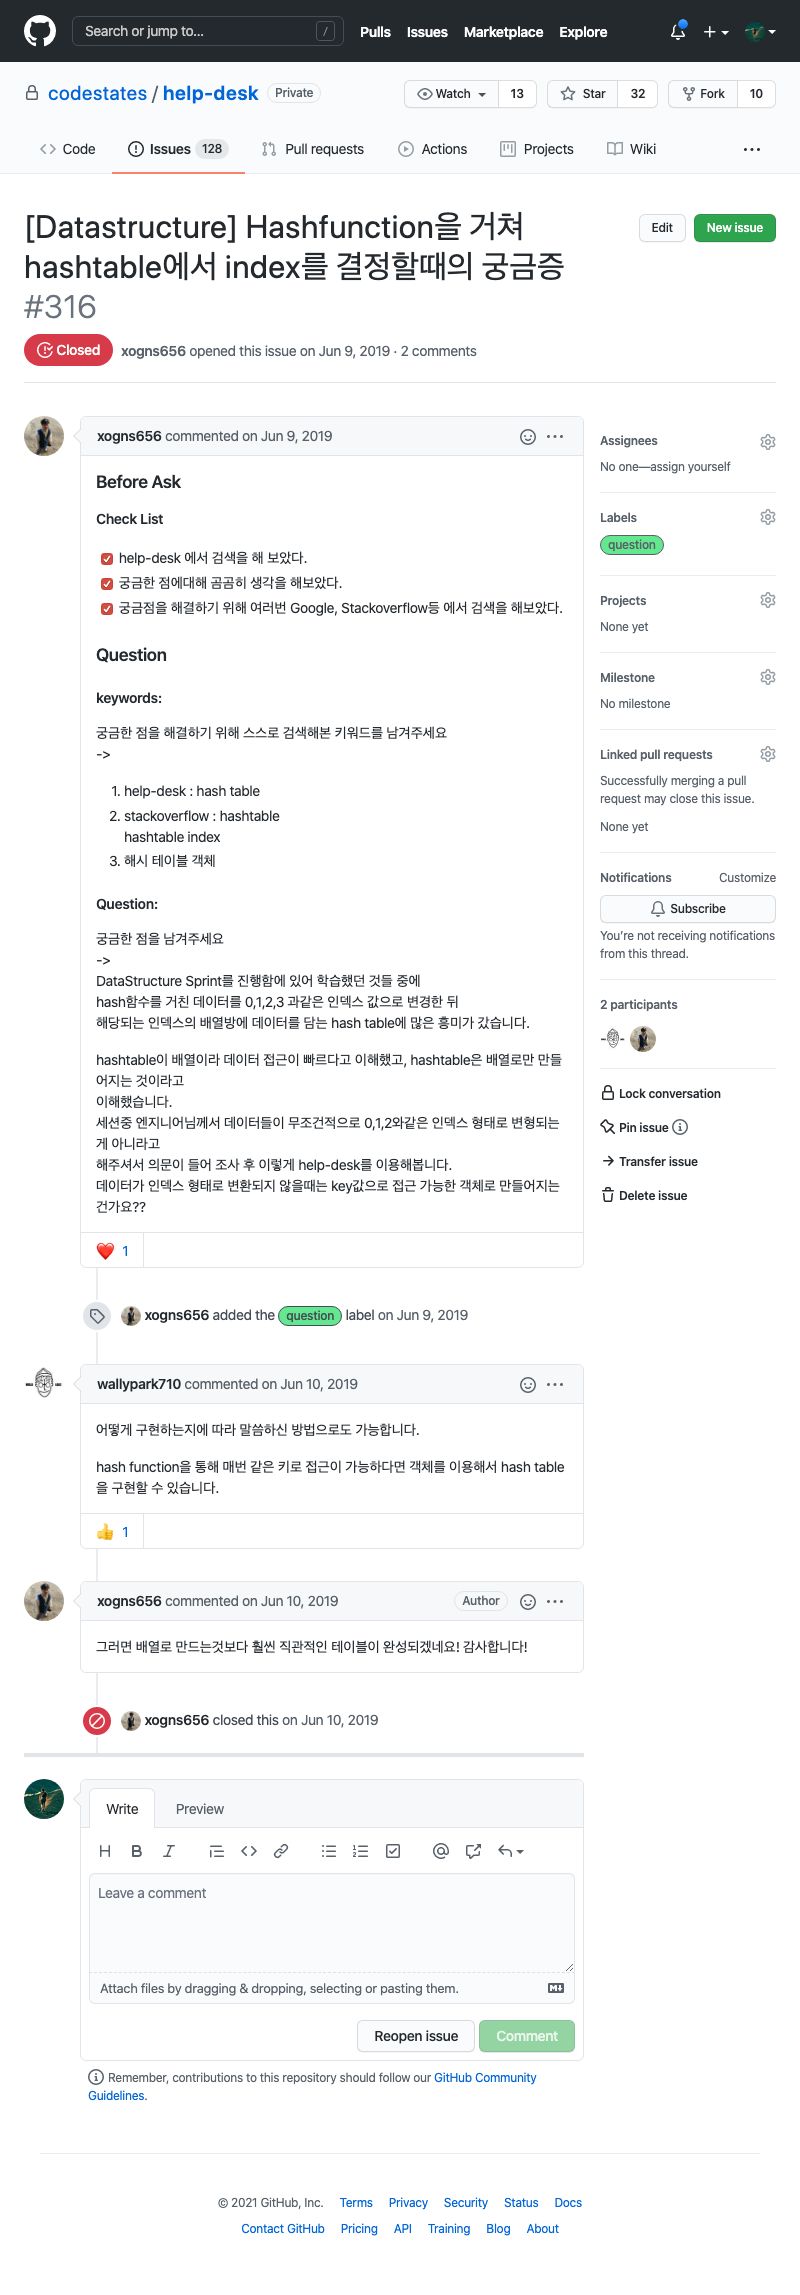 Search or jump to... /
Pulls Issues Marketplace Explore
codestates / help-desk Private
Watch 13 Star 32 Fork 10
Code Issues 128 Pull requests Actions Projects Wiki ...
[Datastructure] Hashfunction을 거쳐
hashtable에서 index를 결정할때의 궁금증
#316
Edit New issue
Closed xogns656 opened this issue on Jun 9, 2019 · 2 comments
xogns656 commented on Jun 9, 2019
Before Ask
Check List
help-desk 에서 검색을 해 보았다.
궁금한 점에대해 곰곰히 생각을 해보았다.
궁금점을 해결하기 위해 여러번 Google, Stackoverflow등 에서 검색을 해보았다.
Question
keywords:
궁금한 점을 해결하기 위해 스스로 검색해본 키워드를 남겨주세요
->
1. help-desk : hash table
2. stackoverflow : hashtable
hashtable index
3. 해시 테이블 객체
Question:
궁금한 점을 남겨주세요
->
DataStructure Sprint를 진행함에 있어 학습했던 것들 중에
hash함수를 거친 데이터를 0,1,2,3 과같은 인덱스 값으로 변경한 뒤
해당되는 인덱스의 배열방에 데이터를 담는 hash table에 많은 흥미가 갔습니다.
hashtable이 배열이라 데이터 접근이 빠르다고 이해했고, hashtable은 배열로만 만들
어지는 것이라고
이해했습니다.
세션중 엔지니어님께서 데이터들이 무조건적으로 0,1,2와같은 인덱스 형태로 변형되는
게 아니라고
해주셔서 의문이 들어 조사 후 이렇게 help-desk를 이용해봅니다.
데이터가 인덱스 형태로 변환되지 않을때는 key값으로 접근 가능한 객체로 만들어지는
건가요??
❤️ 1
xogns656 added the question label on Jun 9, 2019
wallypark710 commented on Jun 10, 2019
어떻게 구현하는지에 따라 말씀하신 방법으로도 가능합니다.
hash function을 통해 매번 같은 키로 접근이 가능하다면 객체를 이용해서 hash table
을 구현할 수 있습니다.
👍 1
xogns656 commented on Jun 10, 2019 Author
그러면 배열로 만드는것보다 훨씬 직관적인 테이블이 완성되겠네요! 감사합니다!
xogns656 closed this on Jun 10, 2019
Write Preview
H B I
Leave a comment
Attach files by dragging & dropping, selecting or pasting them.
Reopen issue Comment
Remember, contributions to this repository should follow our GitHub Community
Guidelines.
Assignees
No one—assign yourself
Labels
question
Projects
None yet
Milestone
No milestone
Linked pull requests
Successfully merging a pull
request may close this issue.
None yet
Notifications Customize
Subscribe
You're not receiving notifications
from this thread.
2 participants
Lock conversation
Pin issue
Transfer issue
Delete issue
© 2021 GitHub, Inc. Terms Privacy Security Status Docs
Contact GitHub Pricing API Training Blog About